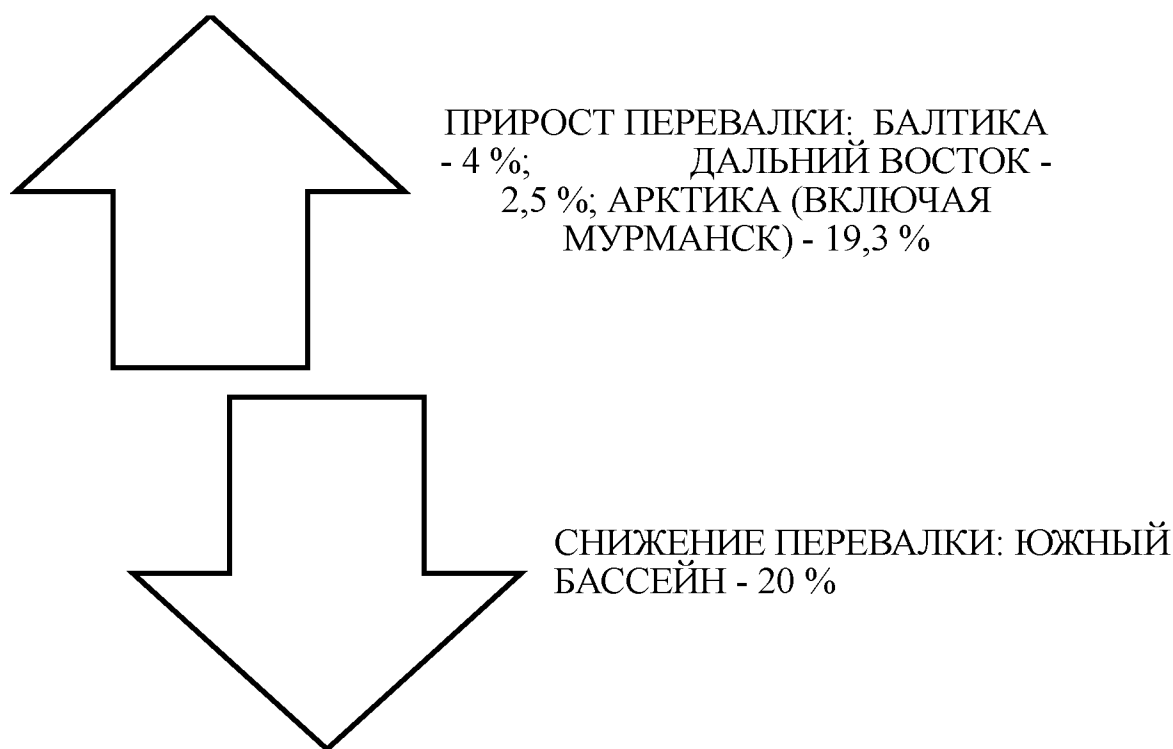 ПРИРОСТ ПЕРЕВАЛКИ: БАЛТИКА
- 4 %; ДАЛЬНИЙ ВОСТОК -
2,5 %; АРКТИКА (ВКЛЮЧАЯ
МУРМАНСК) - 19,3 %
СНИЖЕНИЕ ПЕРЕВАЛКИ: ЮЖНЫЙ
БАССЕЙН - 20 %